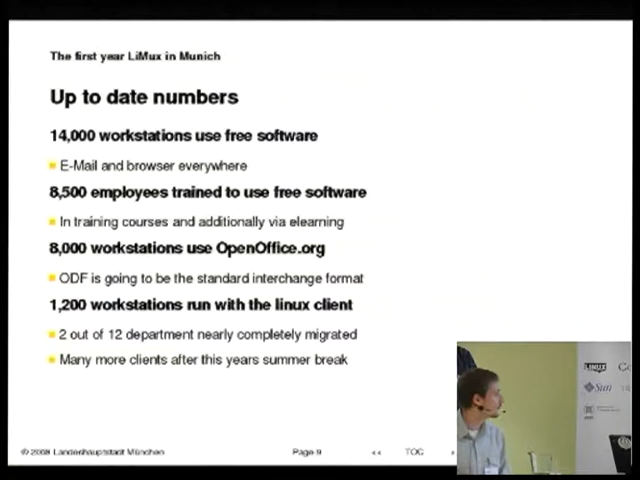 The first year LiMux in Munich
Up to date numbers
14,000 workstations use free software
E-Mail and browser everywhere
8,500 employees trained to use free software
In training courses and additionally via elearning
8,000 workstations use OpenOffice.org
ODF is going to be the standard interchange format
1,200 workstations run with the linux client
2 out of 12 department nearly completely migrated
Many more clients after this years summer break
© 2008 Landeshauptstadt München
Page 9
<<
TOC
LINUX
Sun